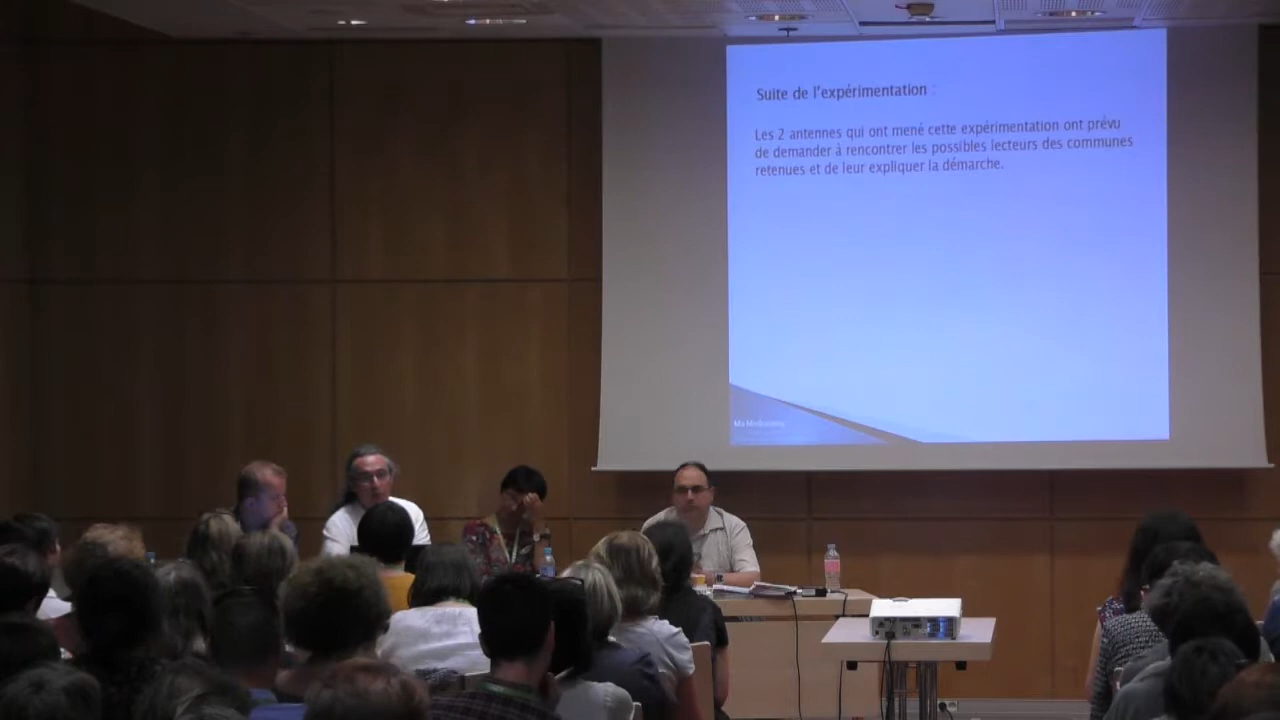 Suite de l'expérimentation :
Les 2 antennes qui ont mené cette expérimentation ont prévu
de demander à rencontrer les possibles lecteurs des communes
retenues et de leur expliquer la démarche.